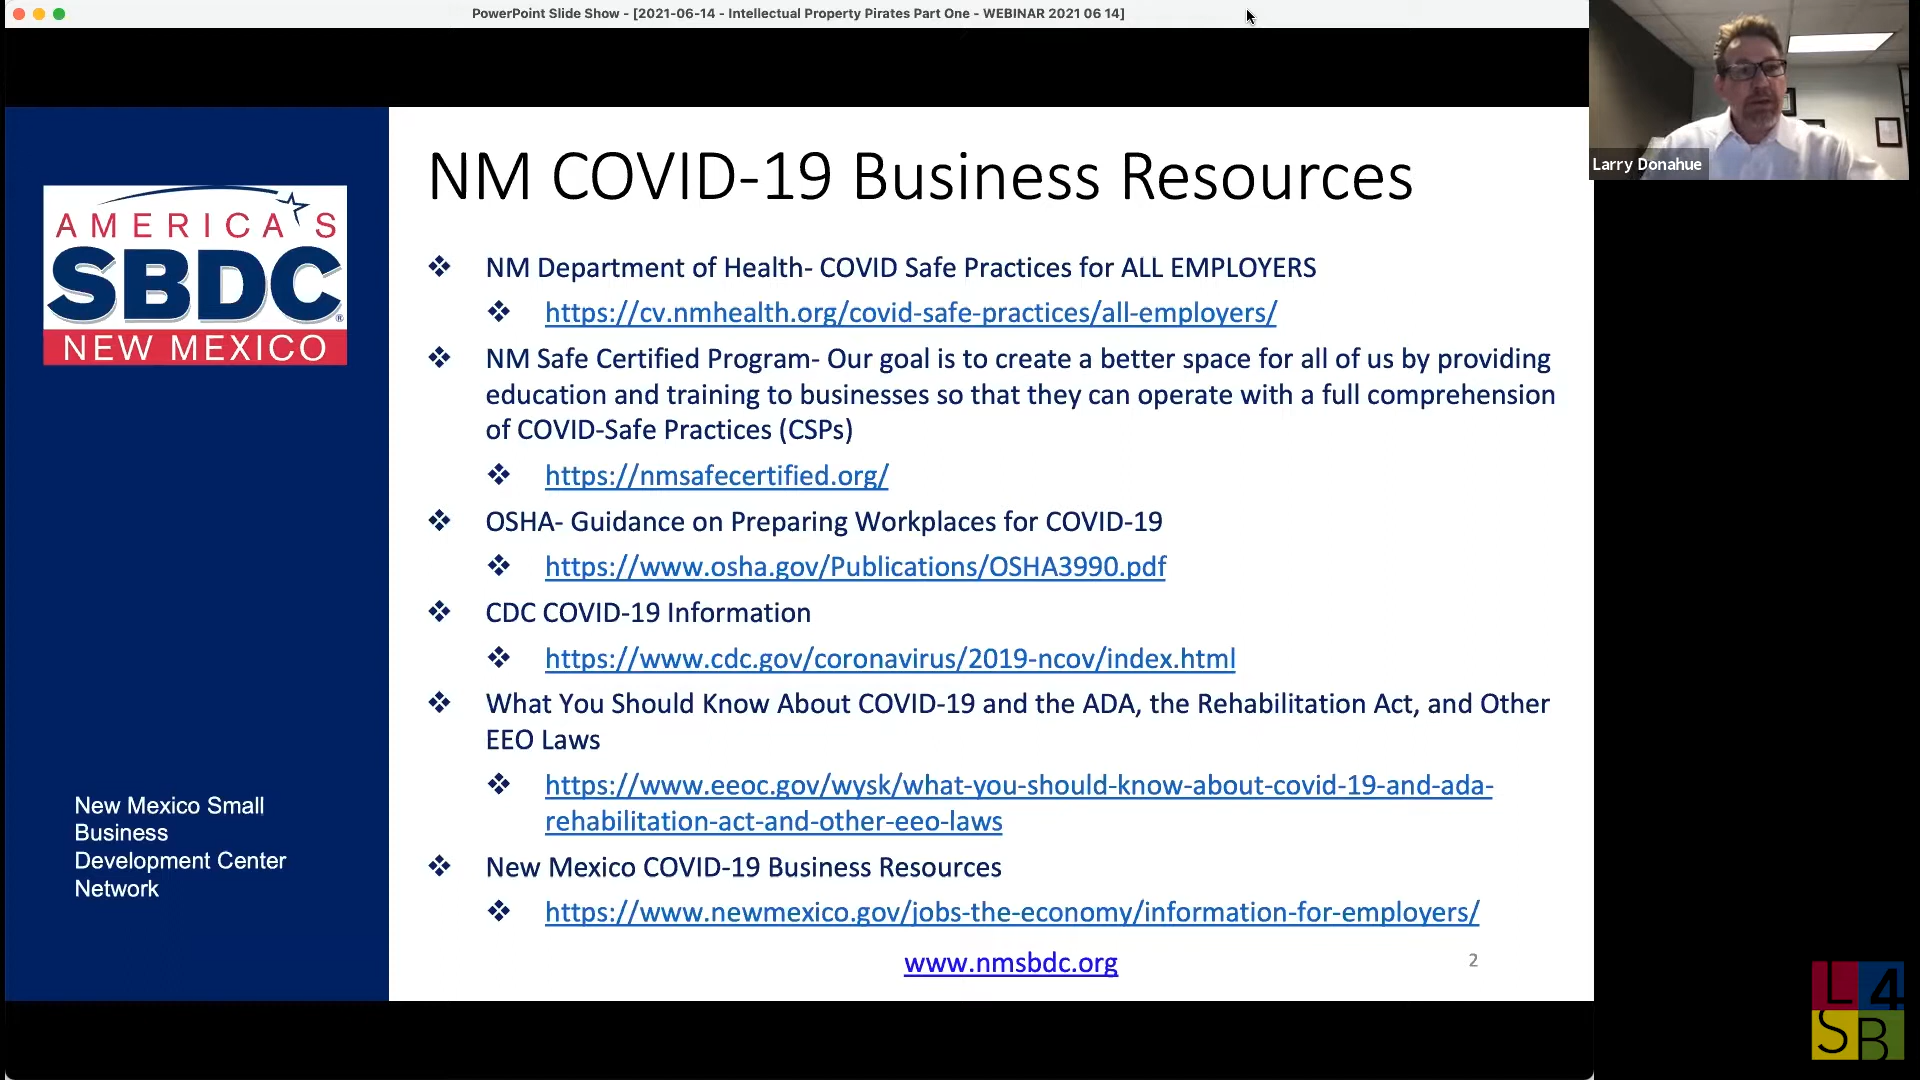 PowerPoint Slide Show - [2021-06-14 - Intellectual Property Pirates Part One - WEBINAR 2021 06 14]
Larry Donahue
AMERICA'S
SBDC
NEW MEXICO
New Mexico Small
Business
Development Center
Network
NM COVID-19 Business Resources
NM Department of Health- COVID Safe Practices for ALL EMPLOYERS
https://cv.nmhealth.org/covid-safe-practices/all-employers/
NM Safe Certified Program- Our goal is to create a better space for all of us by providing
education and training to businesses so that they can operate with a full comprehension
of COVID-Safe Practices (CSPs)
https://nmsafecertified.org/
OSHA- Guidance on Preparing Workplaces for COVID-19
https://www.osha.gov/Publications/OSHA3990.pdf
CDC COVID-19 Information
https://www.cdc.gov/coronavirus/2019-ncov/index.html
What You Should Know About COVID-19 and the ADA, the Rehabilitation Act, and Other
EEO Laws
https://www.eeoc.gov/wysk/what-you-should-know-about-covid-19-and-ada-
rehabilitation-act-and-other-eeo-laws
New Mexico COVID-19 Business Resources
https://www.newmexico.gov/jobs-the-economy/information-for-employers/
www.nmsbdc.org
2
L4
SB